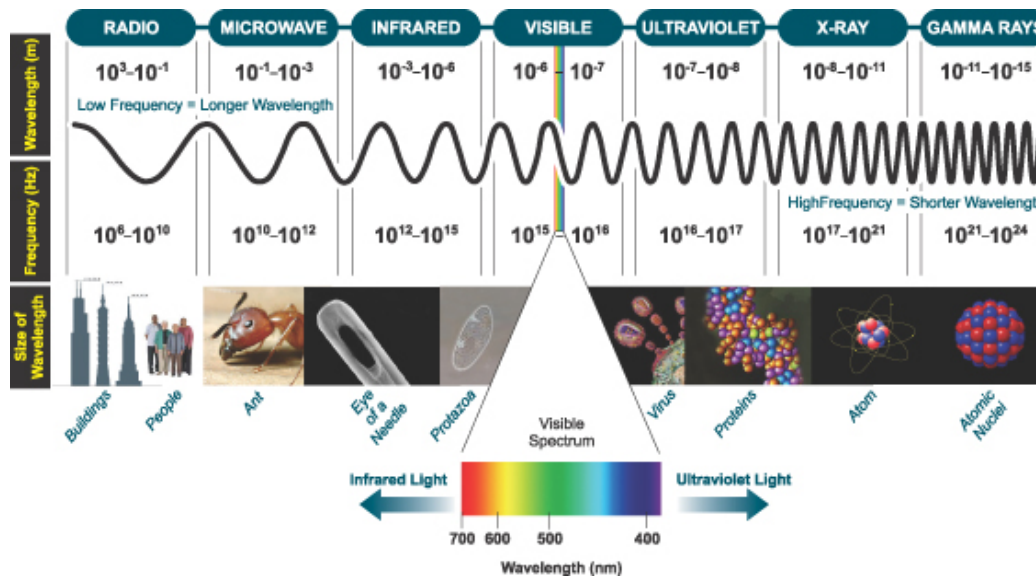 RADIO
MICROWAVE
INFRARED
VISIBLE
ULTRAVIOLET
X-RAY
GAMMA RAYS
Wavelength (m)
10³–10⁻¹
10⁻¹–10⁻³
10⁻³–10⁻⁶
10⁻⁶ – 10⁻⁷
10⁻⁷–10⁻⁸
10⁻⁸–10⁻¹¹
10⁻¹¹–10⁻¹⁵
Low Frequency = Longer Wavelength
Frequency (Hz)
HighFrequency = Shorter Wavelength
10⁶–10¹⁰
10¹⁰–10¹²
10¹²–10¹⁵
10¹⁵ – 10¹⁶
10¹⁶–10¹⁷
10¹⁷–10²¹
10²¹–10²⁴
Size of
Wavelength
Buildings
People
Ant
Eye
of a
Needle
Protazoa
Virus
Proteins
Atom
Atomic
Nuclei
Visible
Spectrum
Infrared Light
Ultraviolet Light
700
600
500
400
Wavelength (nm)